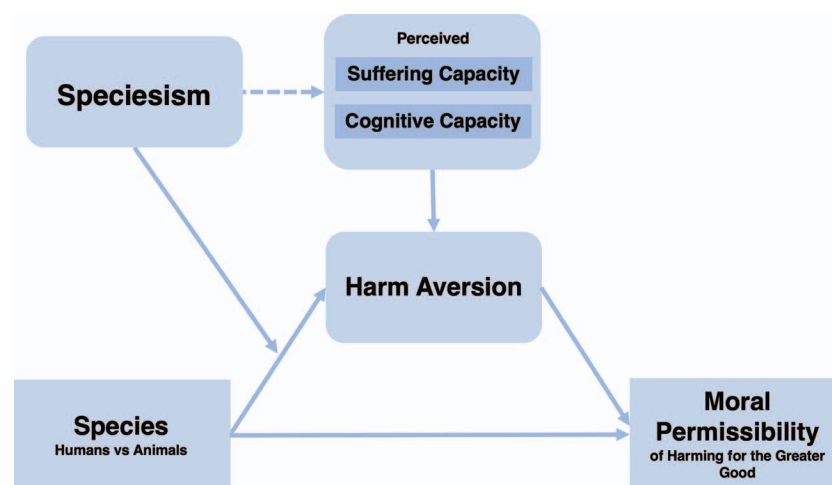 Perceived
Suffering Capacity
Cognitive Capacity
Speciesism
Harm Aversion
Species
Humans vs Animals
Moral
Permissibility
of Harming for the Greater
Good